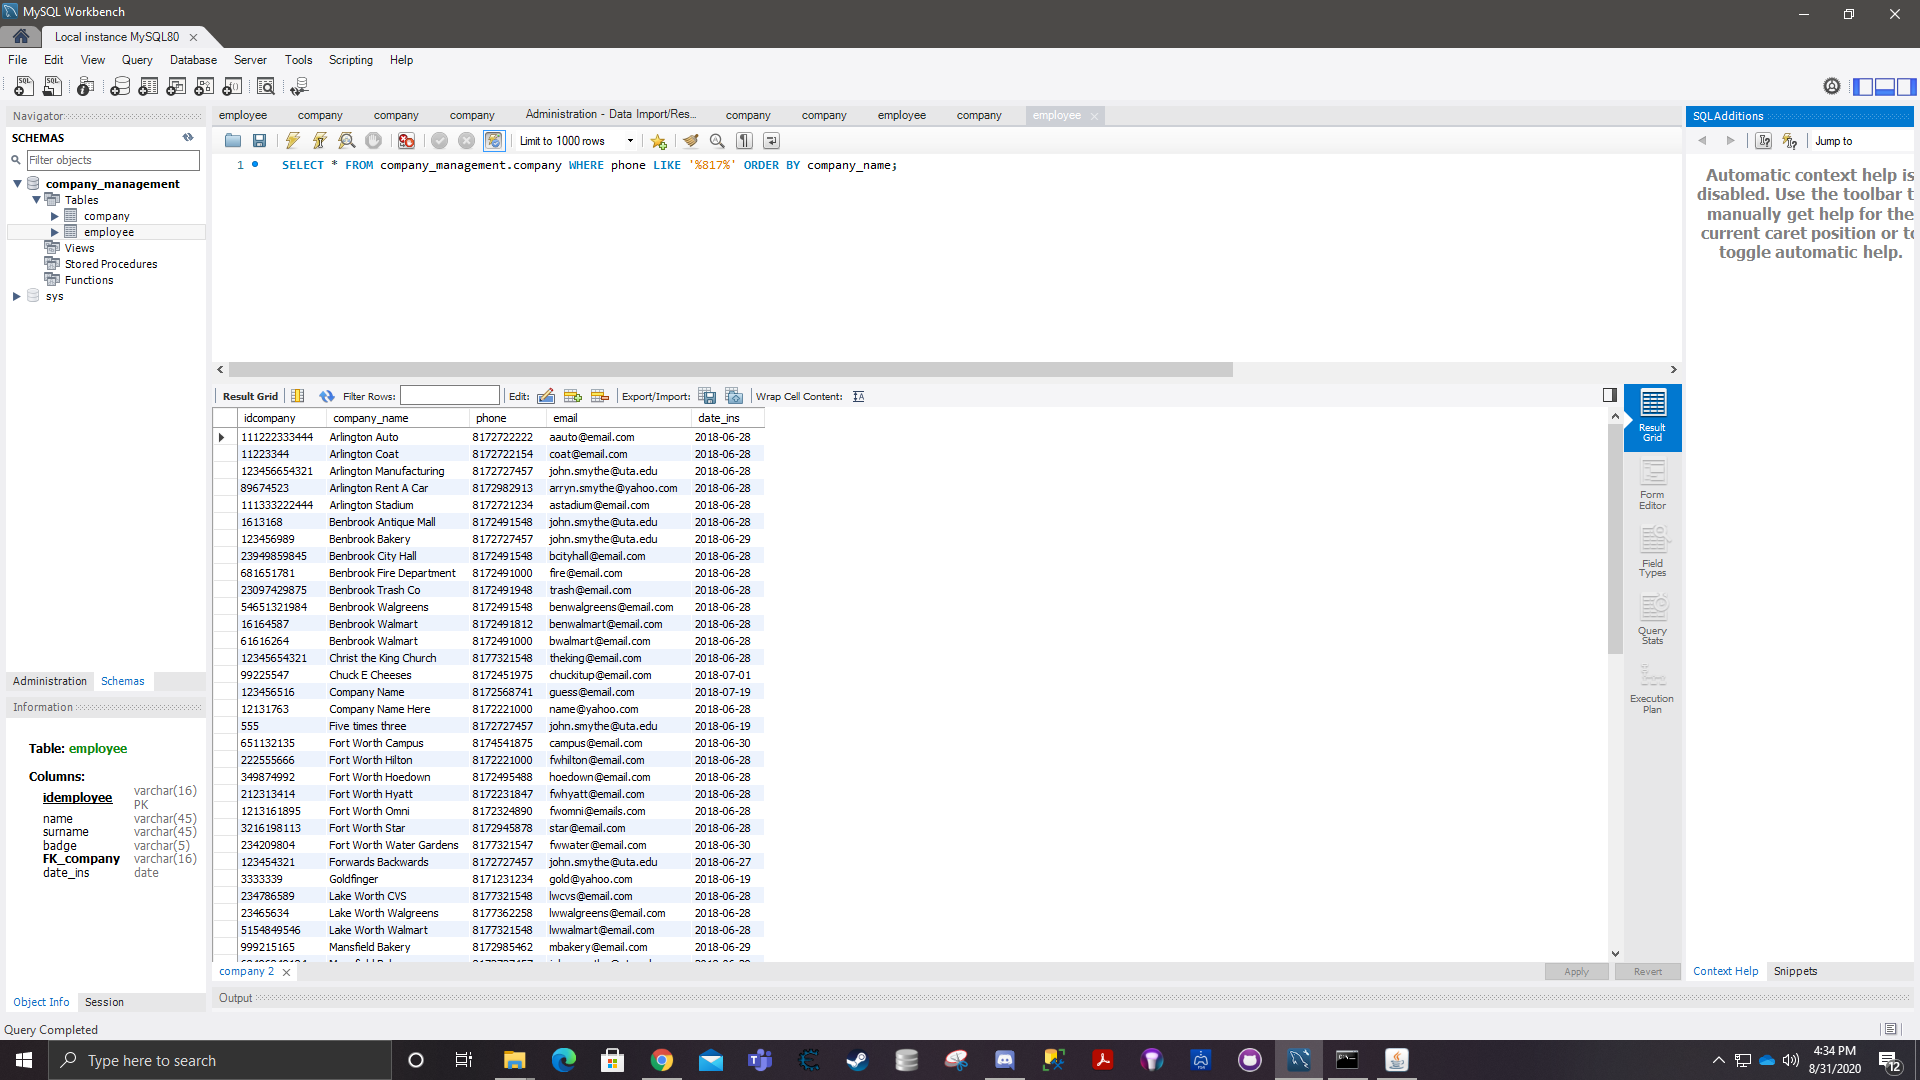 MySQL Workbench
Local instance MySQL80
File Edit View Query Database Server Tools Scripting Help
Navigator
SCHEMAS
Filter objects
company_management
Tables
company
employee
Views
Stored Procedures
Functions
sys
Administration Schemas
Information
Table: employee
Columns:
idemployee varchar(16) PK
name varchar(45)
surname varchar(45)
badge varchar(5)
FK_company varchar(16)
date_ins date
Object Info Session
Query Completed
employee company company company Administration - Data Import/Res... company company employee company employee
Limit to 1000 rows
1 SELECT * FROM company_management.company WHERE phone LIKE '%817%' ORDER BY company_name;
Result Grid Filter Rows: Edit: Export/Import: Wrap Cell Content:
idcompany company_name phone email date_ins
111222333444 Arlington Auto 8172722222 aauto@email.com 2018-06-28
11223344 Arlington Coat 8172722154 coat@email.com 2018-06-28
123456654321 Arlington Manufacturing 8172727457 john.smythe@uta.edu 2018-06-28
89674523 Arlington Rent A Car 8172982913 arryn.smythe@yahoo.com 2018-06-28
111333222444 Arlington Stadium 8172721234 astadium@email.com 2018-06-28
1613168 Benbrook Antique Mall 8172491548 john.smythe@uta.edu 2018-06-28
123456989 Benbrook Bakery 8172727457 john.smythe@uta.edu 2018-06-29
23949859845 Benbrook City Hall 8172491548 bcityhall@email.com 2018-06-28
681651781 Benbrook Fire Department 8172491000 fire@email.com 2018-06-28
23097429875 Benbrook Trash Co 8172491948 trash@email.com 2018-06-28
54651321984 Benbrook Walgreens 8172491548 benwalgreens@email.com 2018-06-28
16164587 Benbrook Walmart 8172491812 benwalmart@email.com 2018-06-28
61616264 Benbrook Walmart 8172491000 bwalmart@email.com 2018-06-28
12345654321 Christ the King Church 8177321548 theking@email.com 2018-06-28
99225547 Chuck E Cheeses 8172451975 chuckitup@email.com 2018-07-01
123456516 Company Name 8172568741 guess@email.com 2018-07-19
12131763 Company Name Here 8172221000 name@yahoo.com 2018-06-28
555 Five times three 8172727457 john.smythe@uta.edu 2018-06-19
651132135 Fort Worth Campus 8174541875 campus@email.com 2018-06-30
222555666 Fort Worth Hilton 8172221000 fwhilton@email.com 2018-06-28
349874992 Fort Worth Hoedown 8172495488 hoedown@email.com 2018-06-28
212313414 Fort Worth Hyatt 8172231847 fwhyatt@email.com 2018-06-28
1213161895 Fort Worth Omni 8172324890 fwomni@emails.com 2018-06-28
3216198113 Fort Worth Star 8172945878 star@email.com 2018-06-28
234209804 Fort Worth Water Gardens 8177321547 fwwater@email.com 2018-06-30
123454321 Forwards Backwards 8172727457 john.smythe@uta.edu 2018-06-27
3333339 Goldfinger 8171231234 gold@yahoo.com 2018-06-19
234786589 Lake Worth CVS 8177321548 lwcvs@email.com 2018-06-28
23465634 Lake Worth Walgreens 8177362258 lwwalgreens@email.com 2018-06-28
5154849546 Lake Worth Walmart 8177321548 lwwalmart@email.com 2018-06-28
999215165 Mansfield Bakery 8172985462 mbakery@email.com 2018-06-29
company 2
Apply Revert
Output
Result Grid
Form Editor
Field Types
Query Stats
Execution Plan
SQLAdditions
Jump to
Automatic context help is
disabled. Use the toolbar t
manually get help for the
current caret position or to
toggle automatic help.
Context Help Snippets
Type here to search
4:34 PM
8/31/2020
12